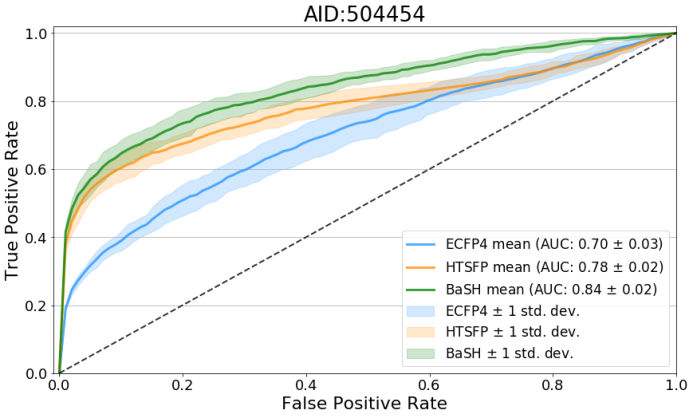 AID:504454
1.0
0.8
0.6
0.4
0.2
0.0
True Positive Rate
ECFP4 mean (AUC: 0.70 ± 0.03)
HTSFP mean (AUC: 0.78 ± 0.02)
BaSH mean (AUC: 0.84 ± 0.02)
ECFP4 ± 1 std. dev.
HTSFP ± 1 std. dev.
BaSH ± 1 std. dev.
0.0 0.2 0.4 0.6 0.8 1.0
False Positive Rate